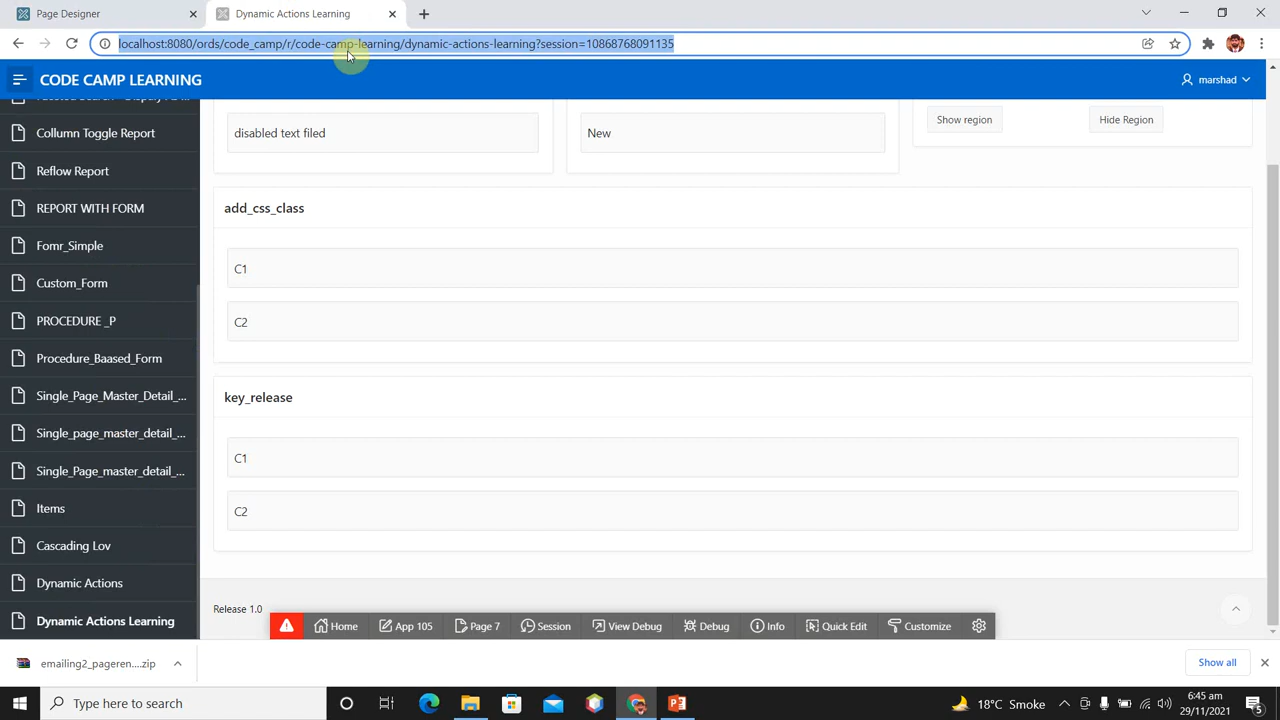 Page Designer
Dynamic Actions Learning
localhost:8080/ords/code_camp/r/code-camp-learning/dynamic-actions-learning?session=10868768091135
CODE CAMP LEARNING
marshad
Collumn Toggle Report
Reflow Report
REPORT WITH FORM
Fomr_Simple
Custom_Form
PROCEDURE _P
Procedure_Baased_Form
Single_Page_Master_Detail_...
Single_page_master_detail_...
Single_Page_master_detail_...
Items
Cascading Lov
Dynamic Actions
Dynamic Actions Learning
disabled text filed
New
Show region
Hide Region
add_css_class
C1
C2
key_release
C1
C2
Release 1.0
Home
App 105
Page 7
Session
View Debug
Debug
Info
Quick Edit
Customize
emailing2_pageren....zip
Show all
Type here to search
18°C Smoke
6:45 am
29/11/2021
5